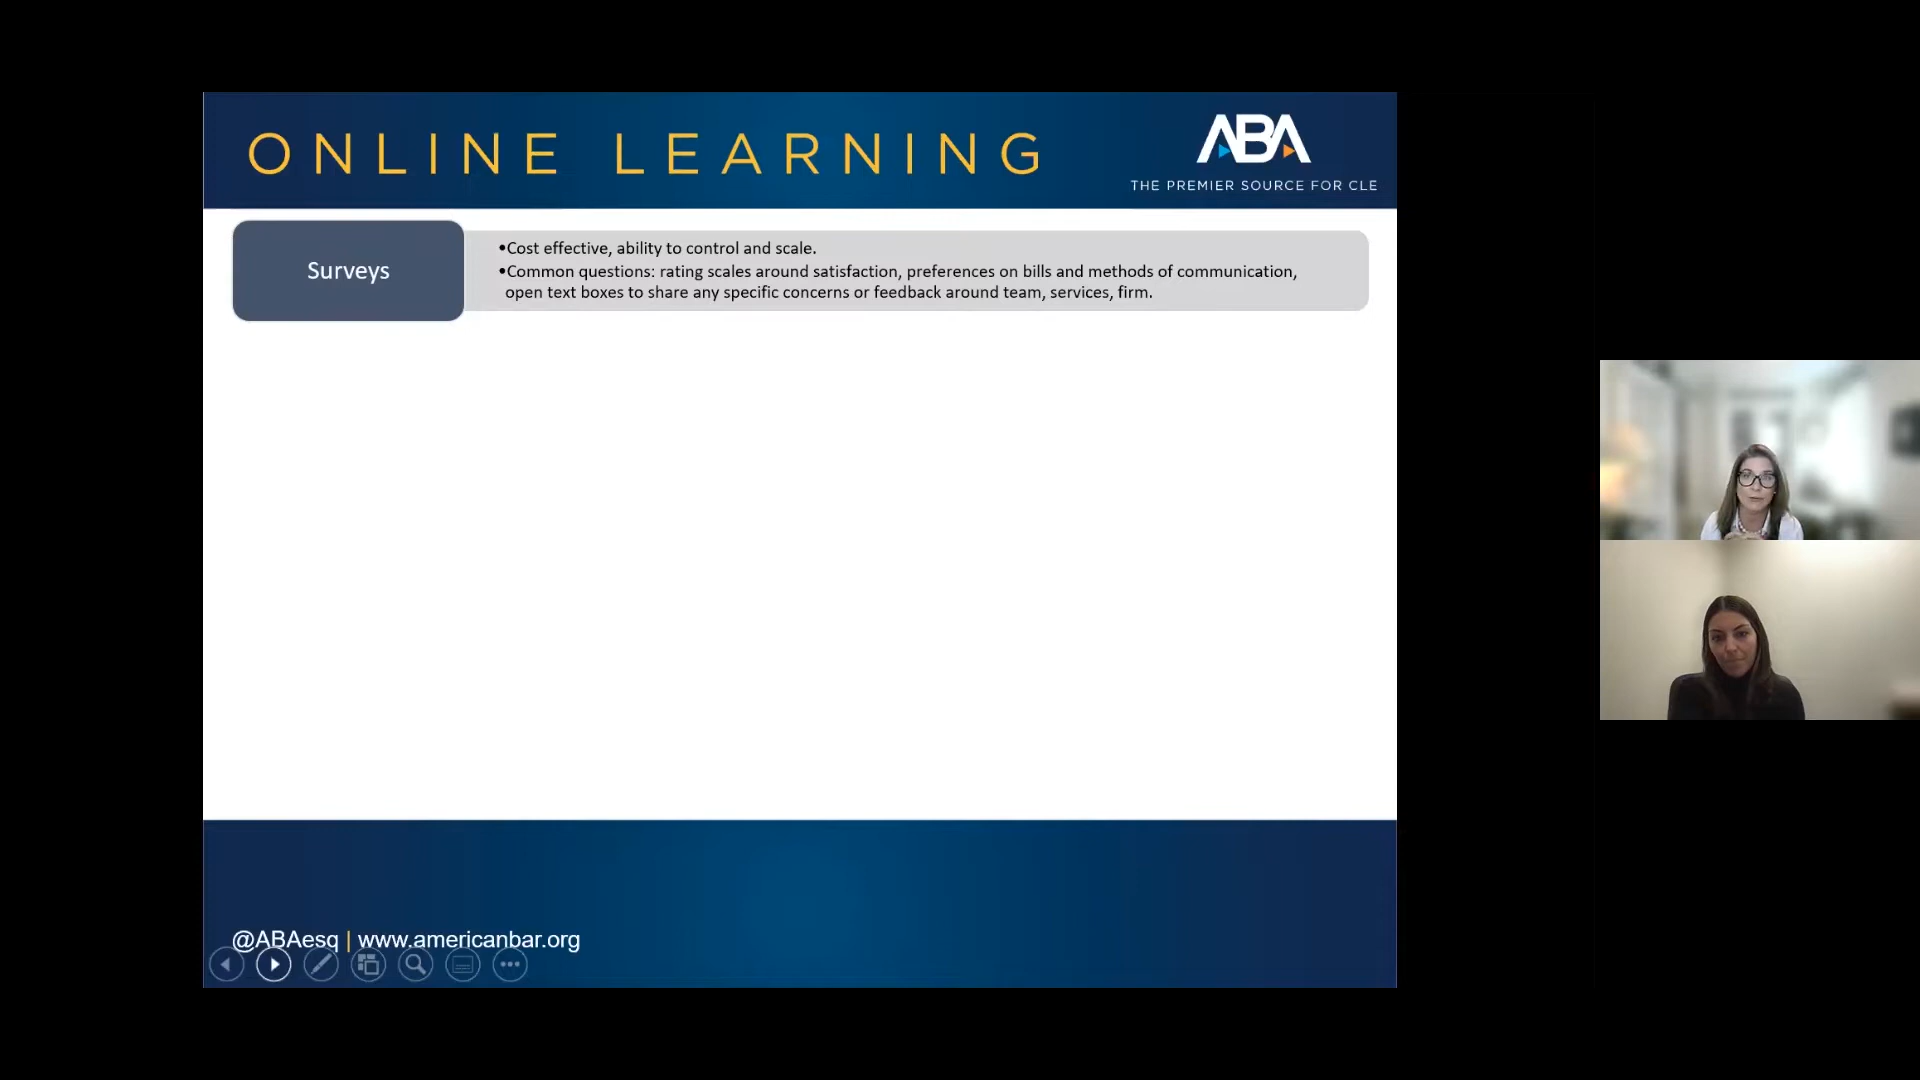 ONLINE LEARNING
ABA
THE PREMIER SOURCE FOR CLE
Surveys
•Cost effective, ability to control and scale.
•Common questions: rating scales around satisfaction, preferences on bills and methods of communication,
open text boxes to share any specific concerns or feedback around team, services, firm.
@ABAesq | www.americanbar.org